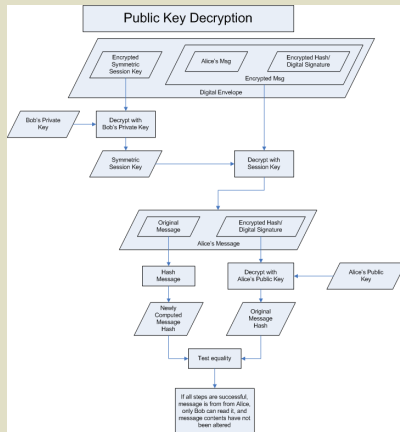 Public Key Decryption
Encrypted
Symmetric
Session Key
Alice's Msg
Encrypted Hash/
Digital Signature
Encrypted Msg
Digital Envelope
Bob's Private
Key
Decrypt with
Bob's Private Key
Symmetric
Session Key
Decrypt with
Session Key
Original
Message
Encrypted Hash/
Digital Signature
Alice's Message
Hash
Message
Decrypt with
Alice's Public Key
Alice's Public
Key
Newly
Computed
Message
Hash
Original
Message
Hash
Test equality
If all steps are successful,
message is from from Alice,
only Bob can read it, and
message contents have not
been altered